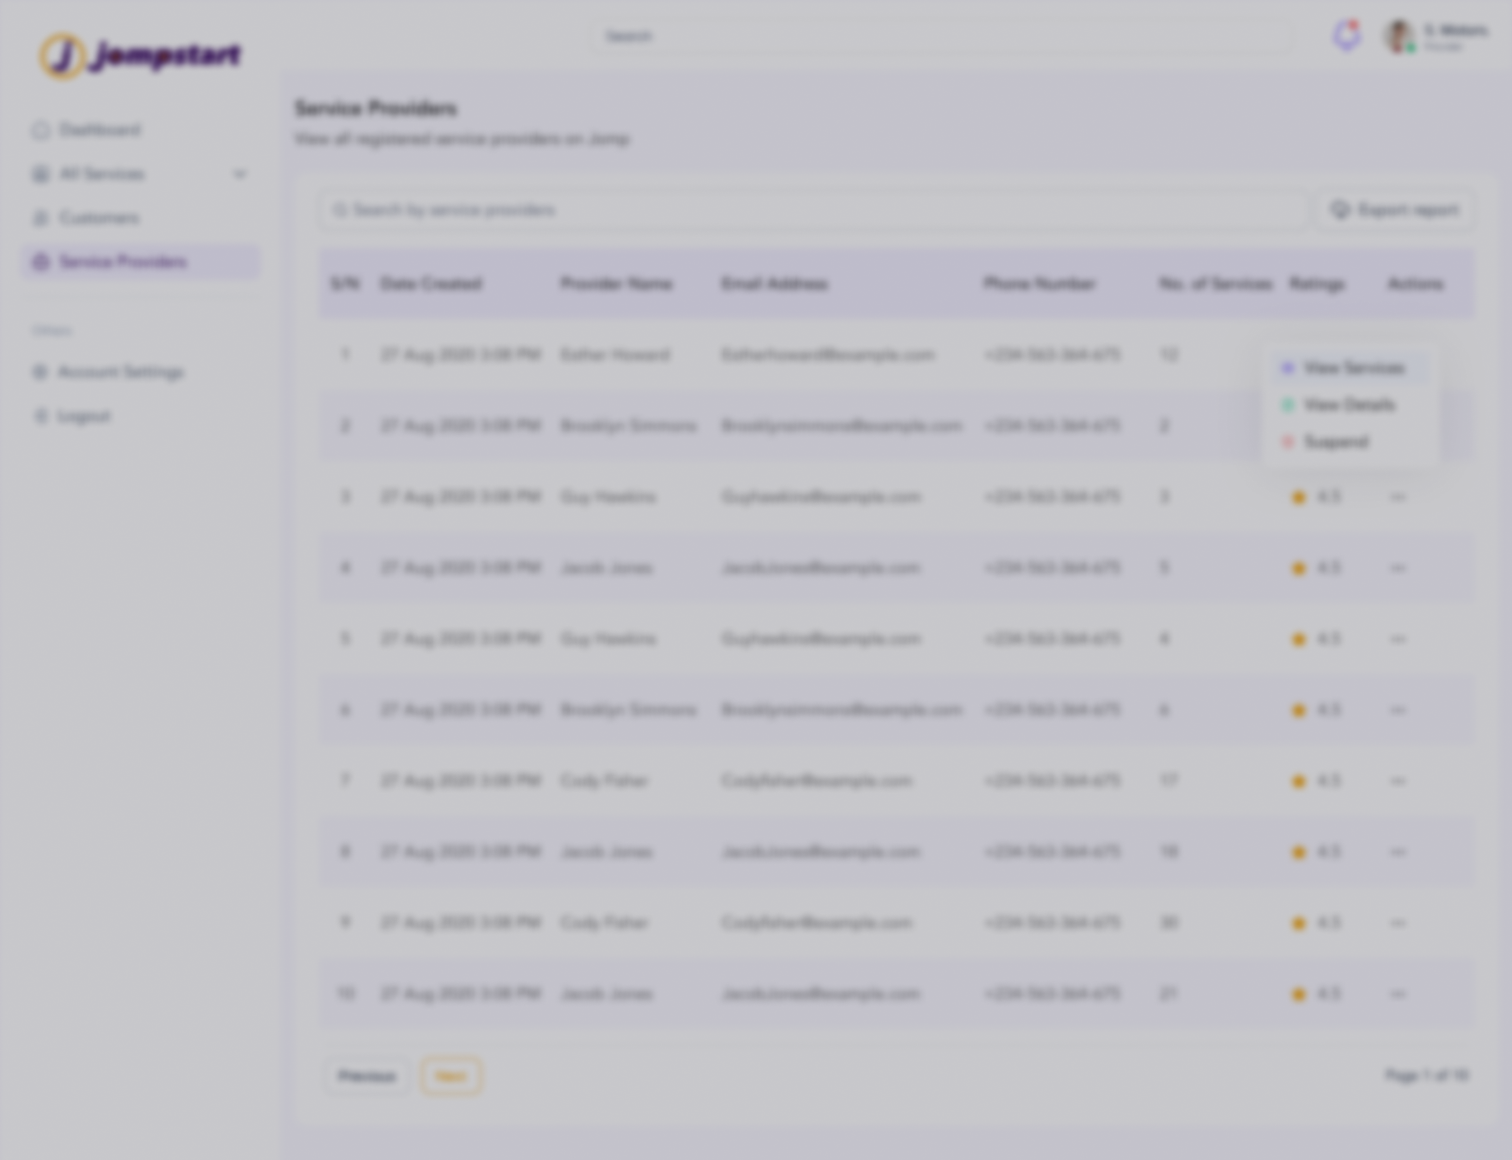 Jompstart
Search
S. Waters
Provider
Dashboard
All Services
Customers
Service Providers
Others
Account Settings
Logout
Service Providers
View all registered service providers on Jomp
Search by service providers
Export report
S/N Date Created Provider Name Email Address Phone Number No. of Services Ratings Actions
1 27 Aug 2020 3:08 PM Esther Howard Estherhoward@example.com +234-563-364-675 12
View Services
View Details
Suspend
2 27 Aug 2020 3:08 PM Brooklyn Simmons Brooklynsimmons@example.com +234-563-364-675 2
3 27 Aug 2020 3:08 PM Guy Hawkins Guyhawkins@example.com +234-563-364-675 3 4.5
4 27 Aug 2020 3:08 PM Jacob Jones JacobJones@example.com +234-563-364-675 5 4.5
5 27 Aug 2020 3:08 PM Guy Hawkins Guyhawkins@example.com +234-563-364-675 4 4.5
6 27 Aug 2020 3:08 PM Brooklyn Simmons Brooklynsimmons@example.com +234-563-364-675 6 4.5
7 27 Aug 2020 3:08 PM Cody Fisher Codyfisher@example.com +234-563-364-675 17 4.5
8 27 Aug 2020 3:08 PM Jacob Jones JacobJones@example.com +234-563-364-675 18 4.5
9 27 Aug 2020 3:08 PM Cody Fisher Codyfisher@example.com +234-563-364-675 30 4.5
10 27 Aug 2020 3:08 PM Jacob Jones JacobJones@example.com +234-563-364-675 21 4.5
Previous
Next
Page 1 of 10